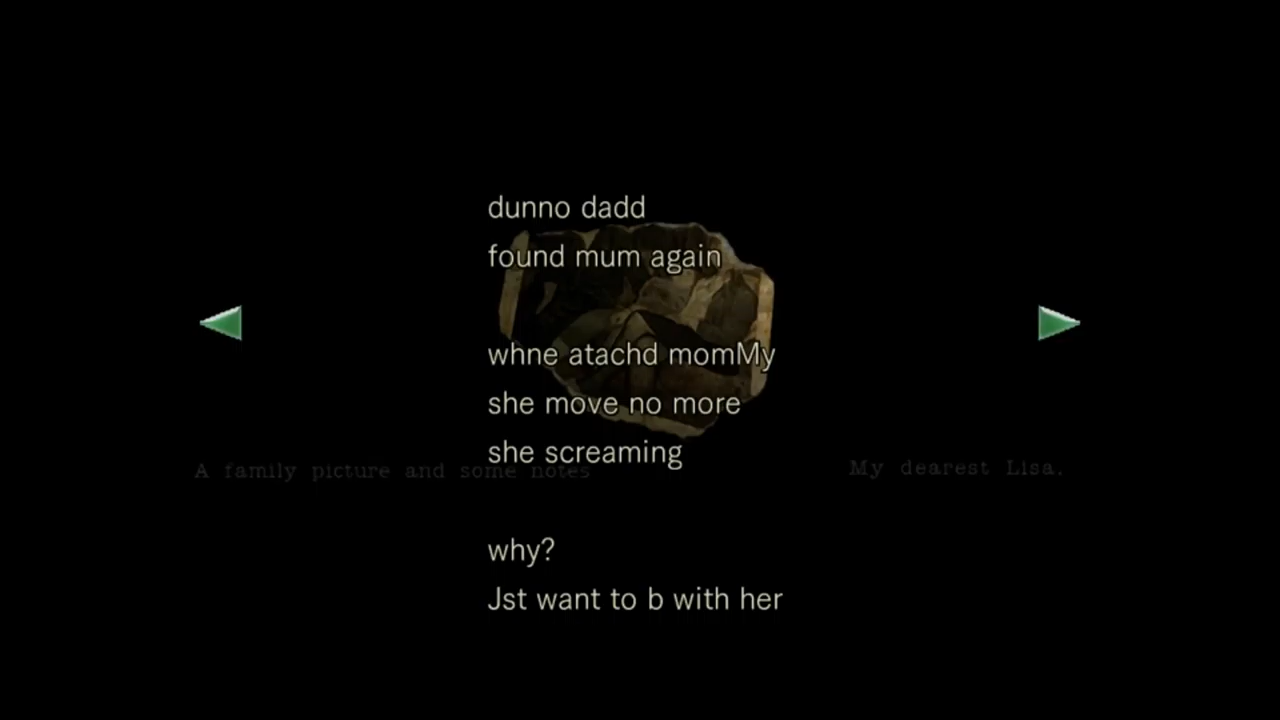 dunno dadd
found mum again
whne atachd momMy
she move no more
she screaming
A family picture and some notes
My dearest Lisa.
why?
Jst want to b with her